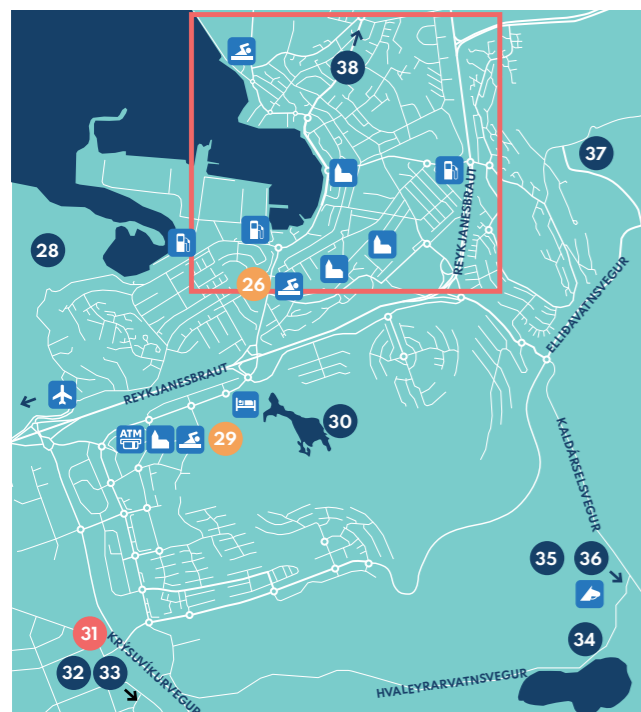 38
37
28
26
REYKJANESBRAUT
ELLIÐAVATNSVEGUR
REYKJANESBRAUT
30
ATM
29
KALDÁRSELSVEGUR
35
36
31
34
KRÝSUVÍKURVEGUR
32
33
HVALEYRARVATNSVEGUR